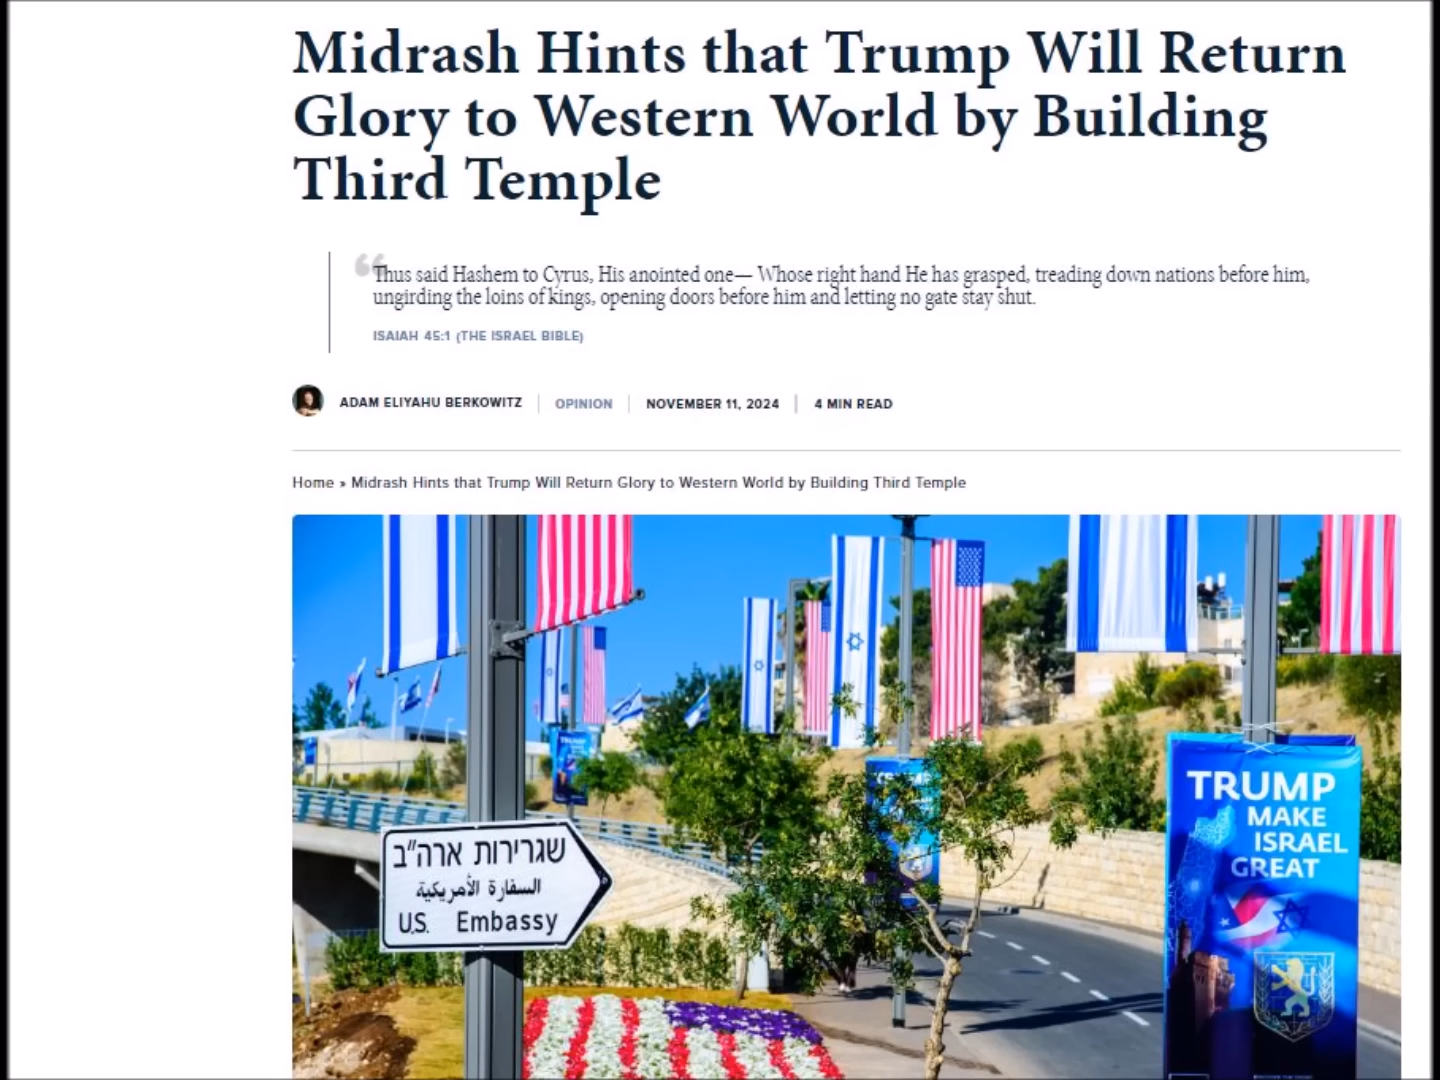 Midrash Hints that Trump Will Return
Glory to Western World by Building
Third Temple
“Thus said Hashem to Cyrus, His anointed one— Whose right hand He has grasped, treading down nations before him,
ungirding the loins of kings, opening doors before him and letting no gate stay shut.
ISAIAH 45:1 (THE ISRAEL BIBLE)
ADAM ELIYAHU BERKOWITZ | OPINION | NOVEMBER 11, 2024 | 4 MIN READ
Home » Midrash Hints that Trump Will Return Glory to Western World by Building Third Temple
TRUMP
TRUMP
MAKE
ISRAEL
GREAT
שגרירות ארה"ב
السفارة الأمريكية
U.S. Embassy